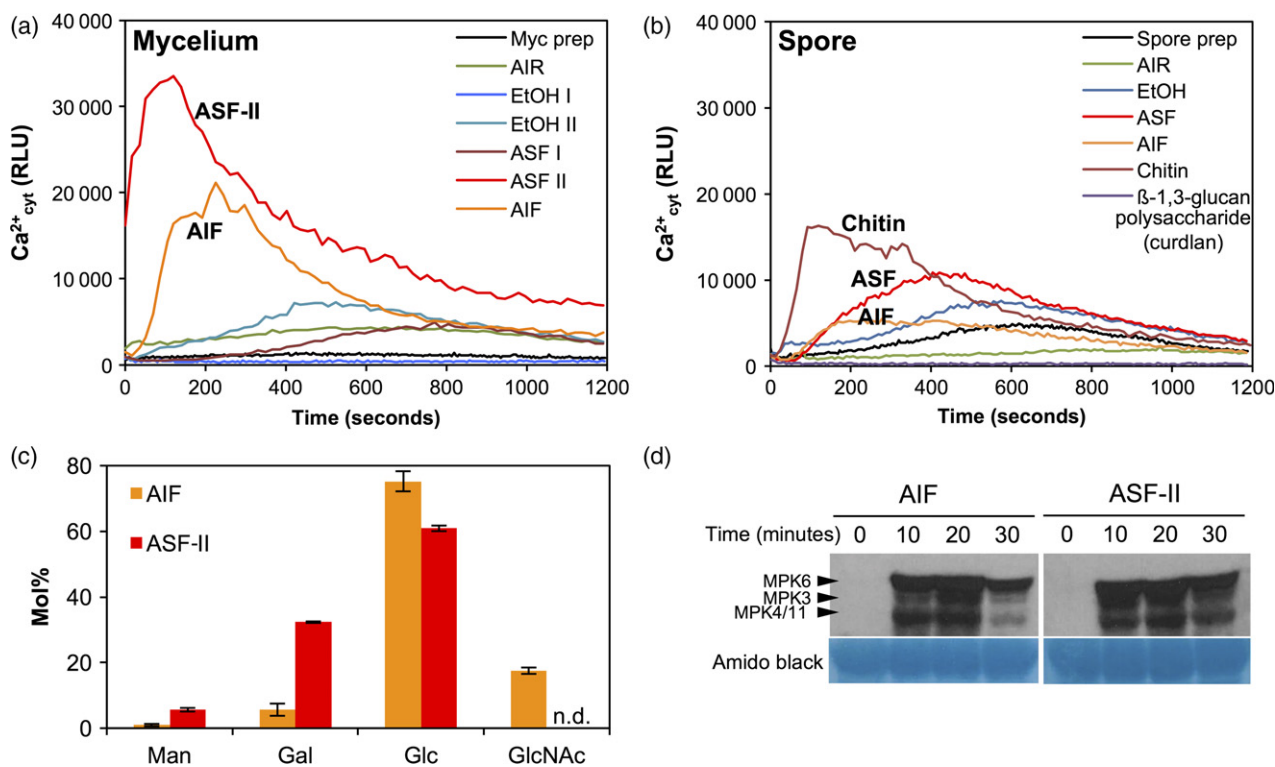 (a)
40 000
30 000
20 000
10 000
0
Ca²⁺cyt (RLU)
Mycelium
ASF-II
AIF
Myc prep
AIR
EtOH I
EtOH II
ASF I
ASF II
AIF
0 200 400 600 800 1000 1200
Time (seconds)
(b)
40 000
30 000
20 000
10 000
0
Ca²⁺cyt (RLU)
Spore
Chitin
ASF
AIF
Spore prep
AIR
EtOH
ASF
AIF
Chitin
ß-1,3-glucan
polysaccharide
(curdlan)
0 200 400 600 800 1000 1200
Time (seconds)
(c)
80
60
40
20
0
Mol%
AIF
ASF-II
n.d.
Man Gal Glc GlcNAc
(d)
AIF ASF-II
Time (minutes) 0 10 20 30 0 10 20 30
MPK6
MPK3
MPK4/11
Amido black